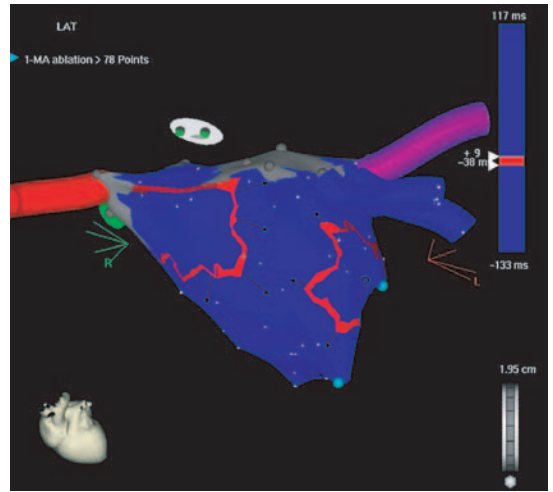 LAT
117 ms
1-MA ablation > 78 Points
+ 9
-38 ms
R
L
-133 ms
1.95 cm